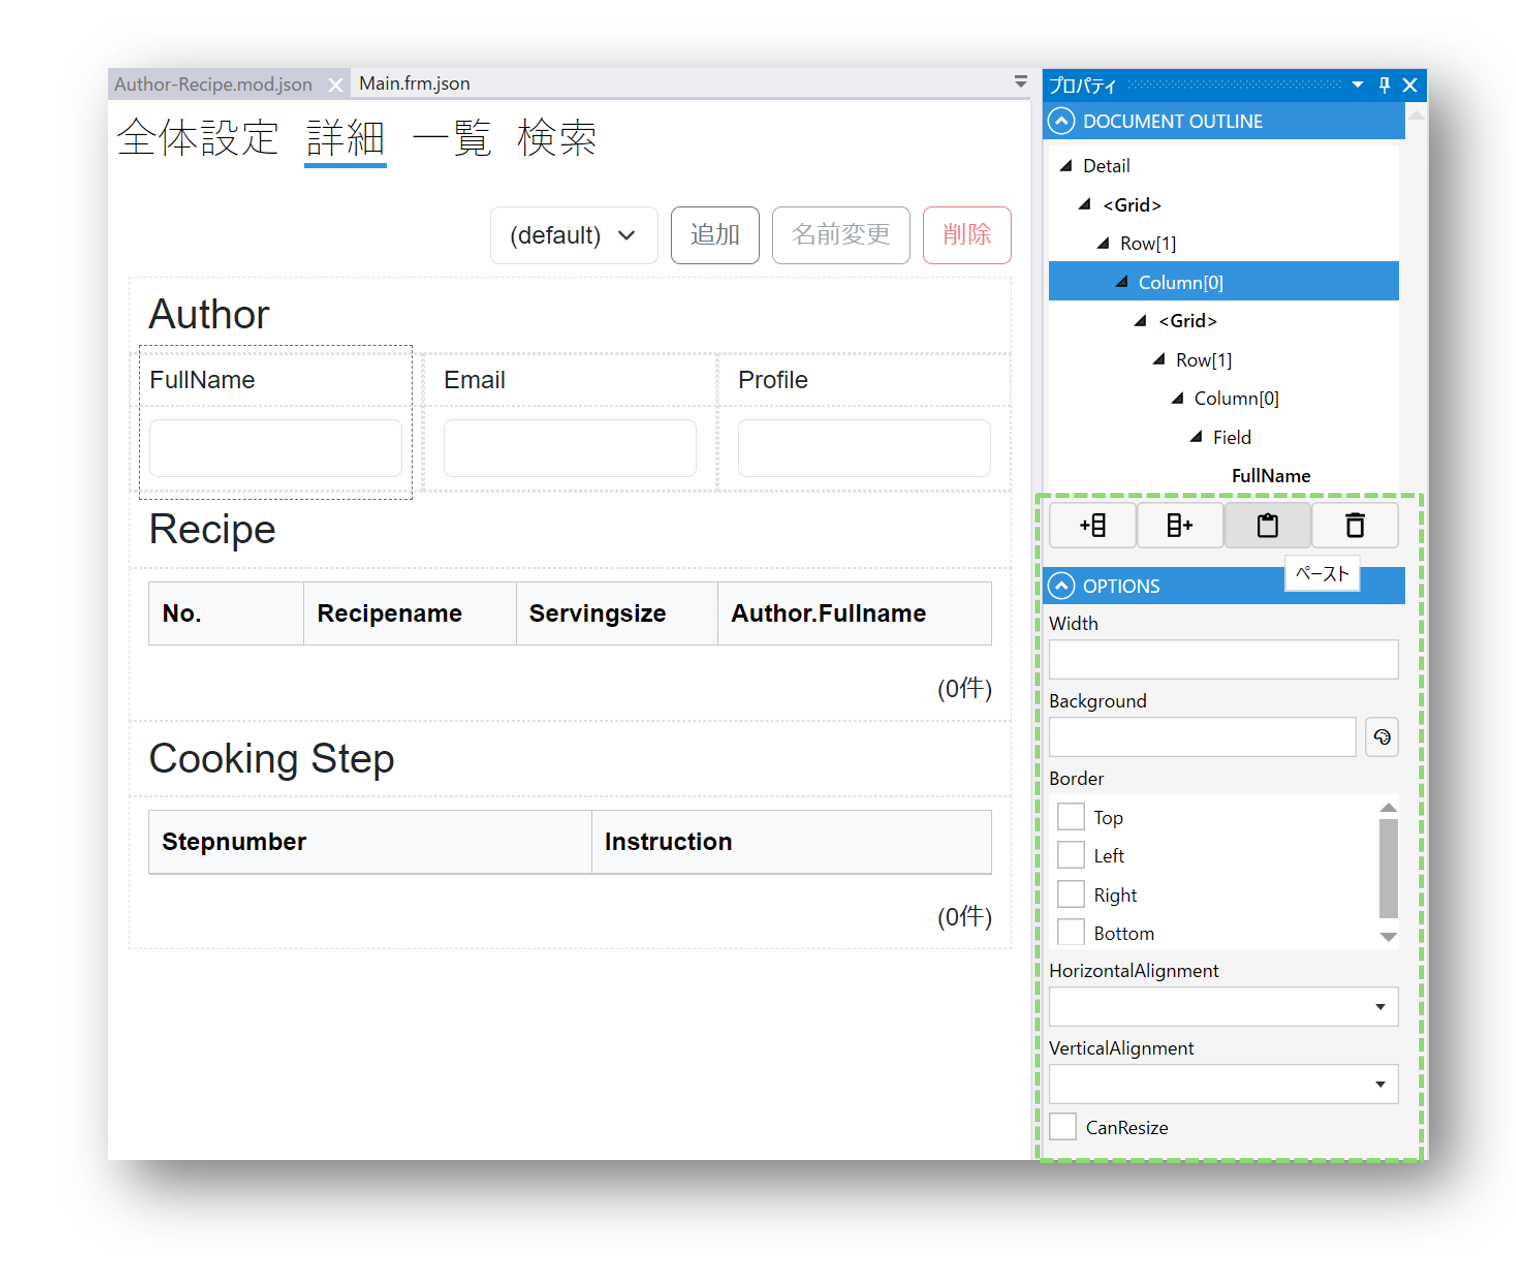 Author-Recipe.mod.json
Main.frm.json
全体設定 詳細 一覧 検索
(default) 追加 名前変更 削除
Author
FullName Email Profile
Recipe
No. Recipename Servingsize Author.Fullname
(0件)
Cooking Step
Stepnumber Instruction
(0件)
プロパティ
DOCUMENT OUTLINE
Detail
<Grid>
Row[1]
Column[0]
<Grid>
Row[1]
Column[0]
Field
FullName
ペースト
OPTIONS
Width
Background
Border
Top
Left
Right
Bottom
HorizontalAlignment
VerticalAlignment
CanResize